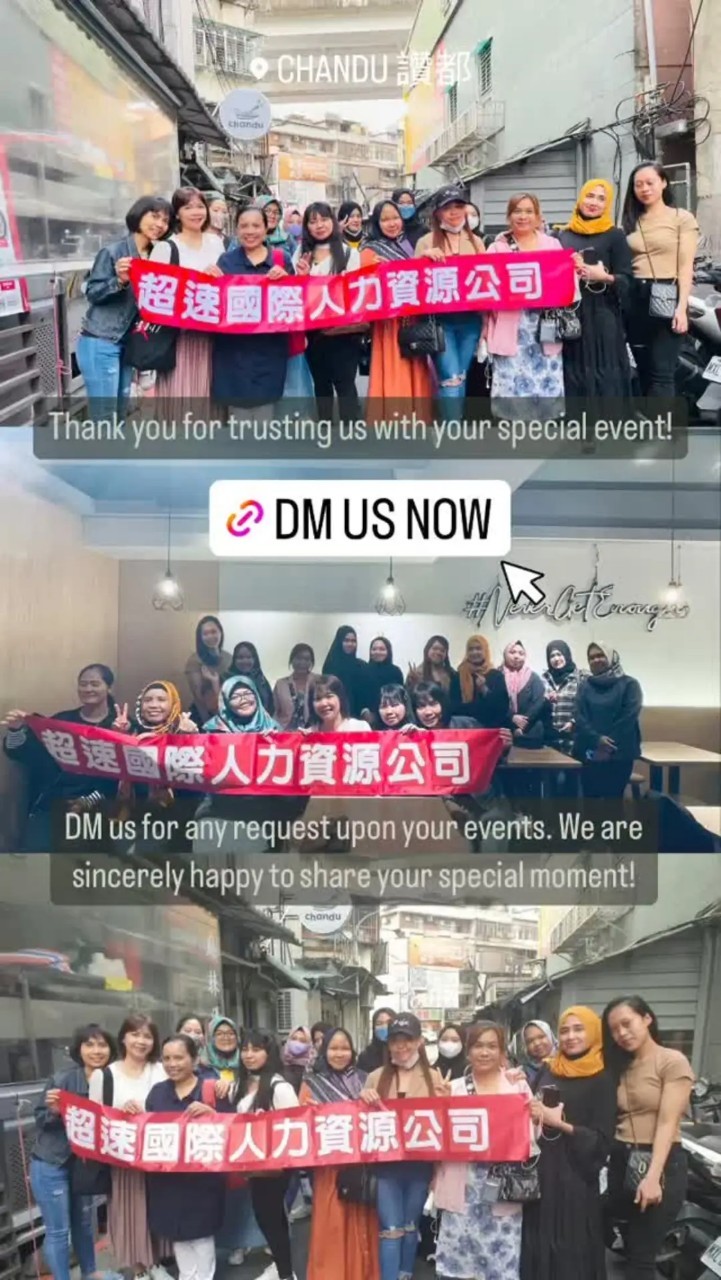 CHANDU 讚都
chandu
超速國際人力資源公司
Thank you for trusting us with your special event!
DM US NOW
#NeverGetEnough
超速國際人力資源公司
DM us for any request upon your events. We are
sincerely happy to share your special moment!
chandu
超速國際人力資源公司